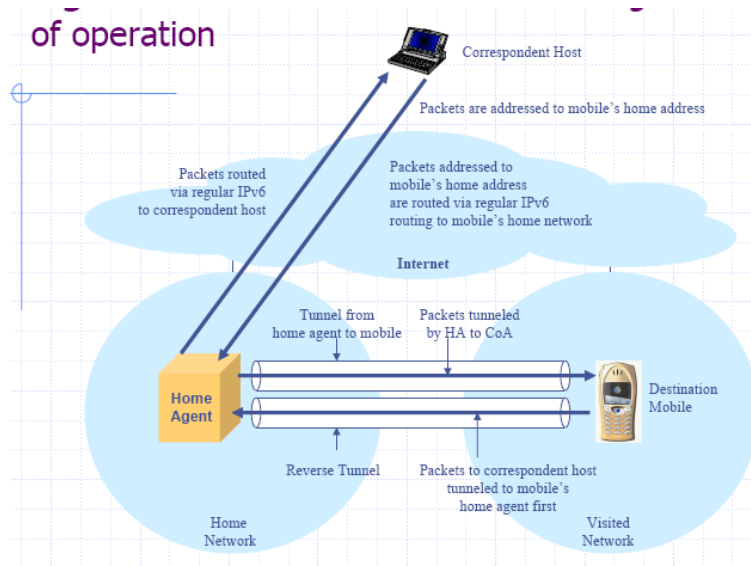 of operation
Correspondent Host
Packets are addressed to mobile's home address
Packets routed
via regular IPv6
to correspondent host
Packets addressed to
mobile's home address
are routed via regular IPv6
routing to mobile's home network
Internet
Tunnel from
home agent to mobile
Packets tunneled
by HA to CoA
Home
Agent
Destination
Mobile
Reverse Tunnel
Packets to correspondent host
tunneled to mobile's
home agent first
Home
Network
Visited
Network